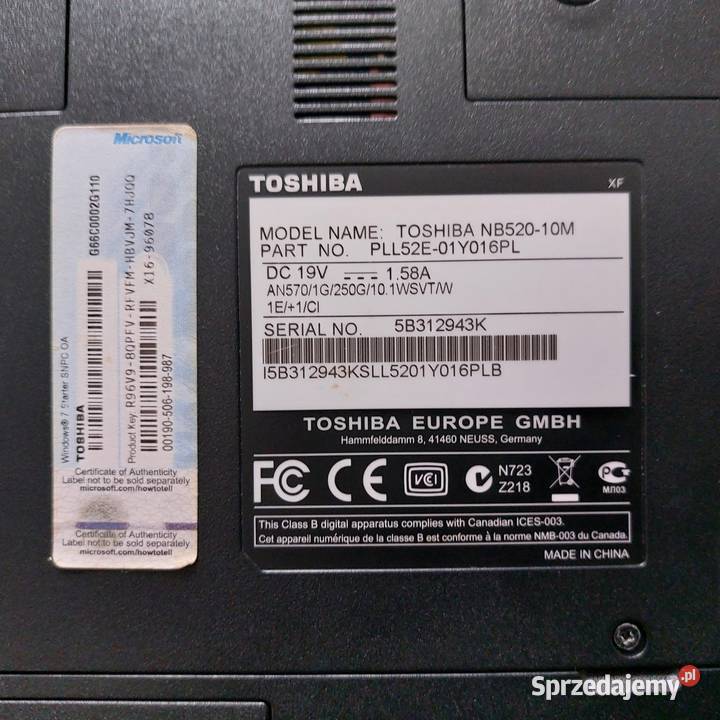 Microsoft
Windows® 7 Starter SNPC OA
TOSHIBA
G66C0002G110
Product Key:
X16-96078
00190-506-198-987
Certificate of Authenticity
Label not to be sold separately
microsoft.com/howtotell
Certificate of Authenticity
Label not to be sold separately
microsoft.com/howtotell
TOSHIBA
XF
MODEL NAME: TOSHIBA NB520-10M
PART NO. PLL52E-01Y016PL
DC 19V 1.58A
AN570/1G/250G/10.1WSVT/W
1E/+1/CI
SERIAL NO. 5B312943K
I5B312943KSLL5201Y016PLB
TOSHIBA EUROPE GMBH
Hammfelddamm 8, 41460 NEUSS, Germany
FC CE VCI N723
Z218
МЛ03
This Class B digital apparatus complies with Canadian ICES-003.
Cet appareil numérique de la classe B est conforme à la norme NMB-003 du Canada.
MADE IN CHINA
Sprzedajemy.pl